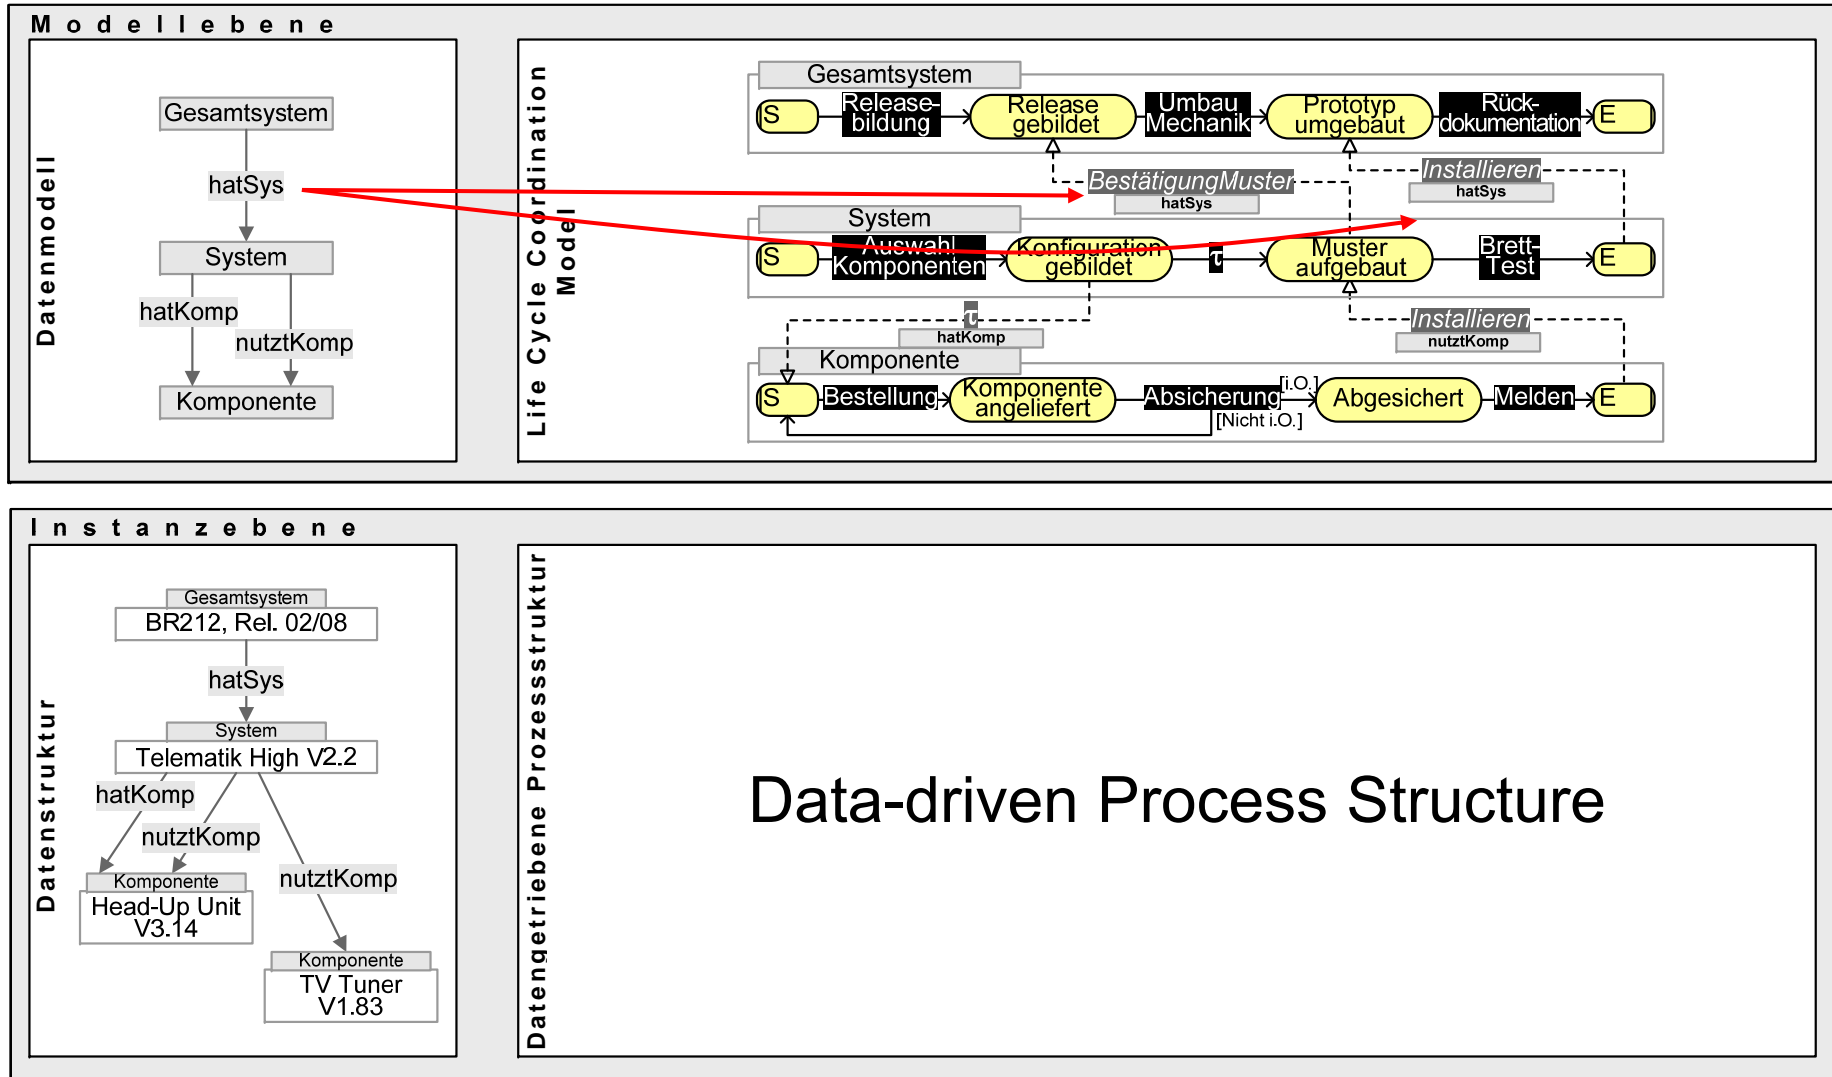 Modellebene
Datenmodell
Gesamtsystem
hatSys
System
hatKomp
nutztKomp
Komponente
Life Cycle Coordination
Model
Gesamtsystem
S
Release-
bildung
Release
gebildet
Umbau
Mechanik
Prototyp
umgebaut
Rück-
dokumentation
E
BestätigungMuster
hatSys
Installieren
hatSys
System
S
Auswahl
Komponenten
Konfiguration
gebildet
τ
Muster
aufgebaut
Brett-
Test
E
τ
hatKomp
Installieren
nutztKomp
Komponente
S
Bestellung
Komponente
angeliefert
Absicherung
[i.O.]
[Nicht i.O.]
Abgesichert
Melden
E
Instanzebene
Datenstruktur
Gesamtsystem
BR212, Rel. 02/08
hatSys
System
Telematik High V2.2
hatKomp
nutztKomp
nutztKomp
Komponente
Head-Up Unit
V3.14
Komponente
TV Tuner
V1.83
Datengetriebene Prozessstruktur
Data-driven Process Structure